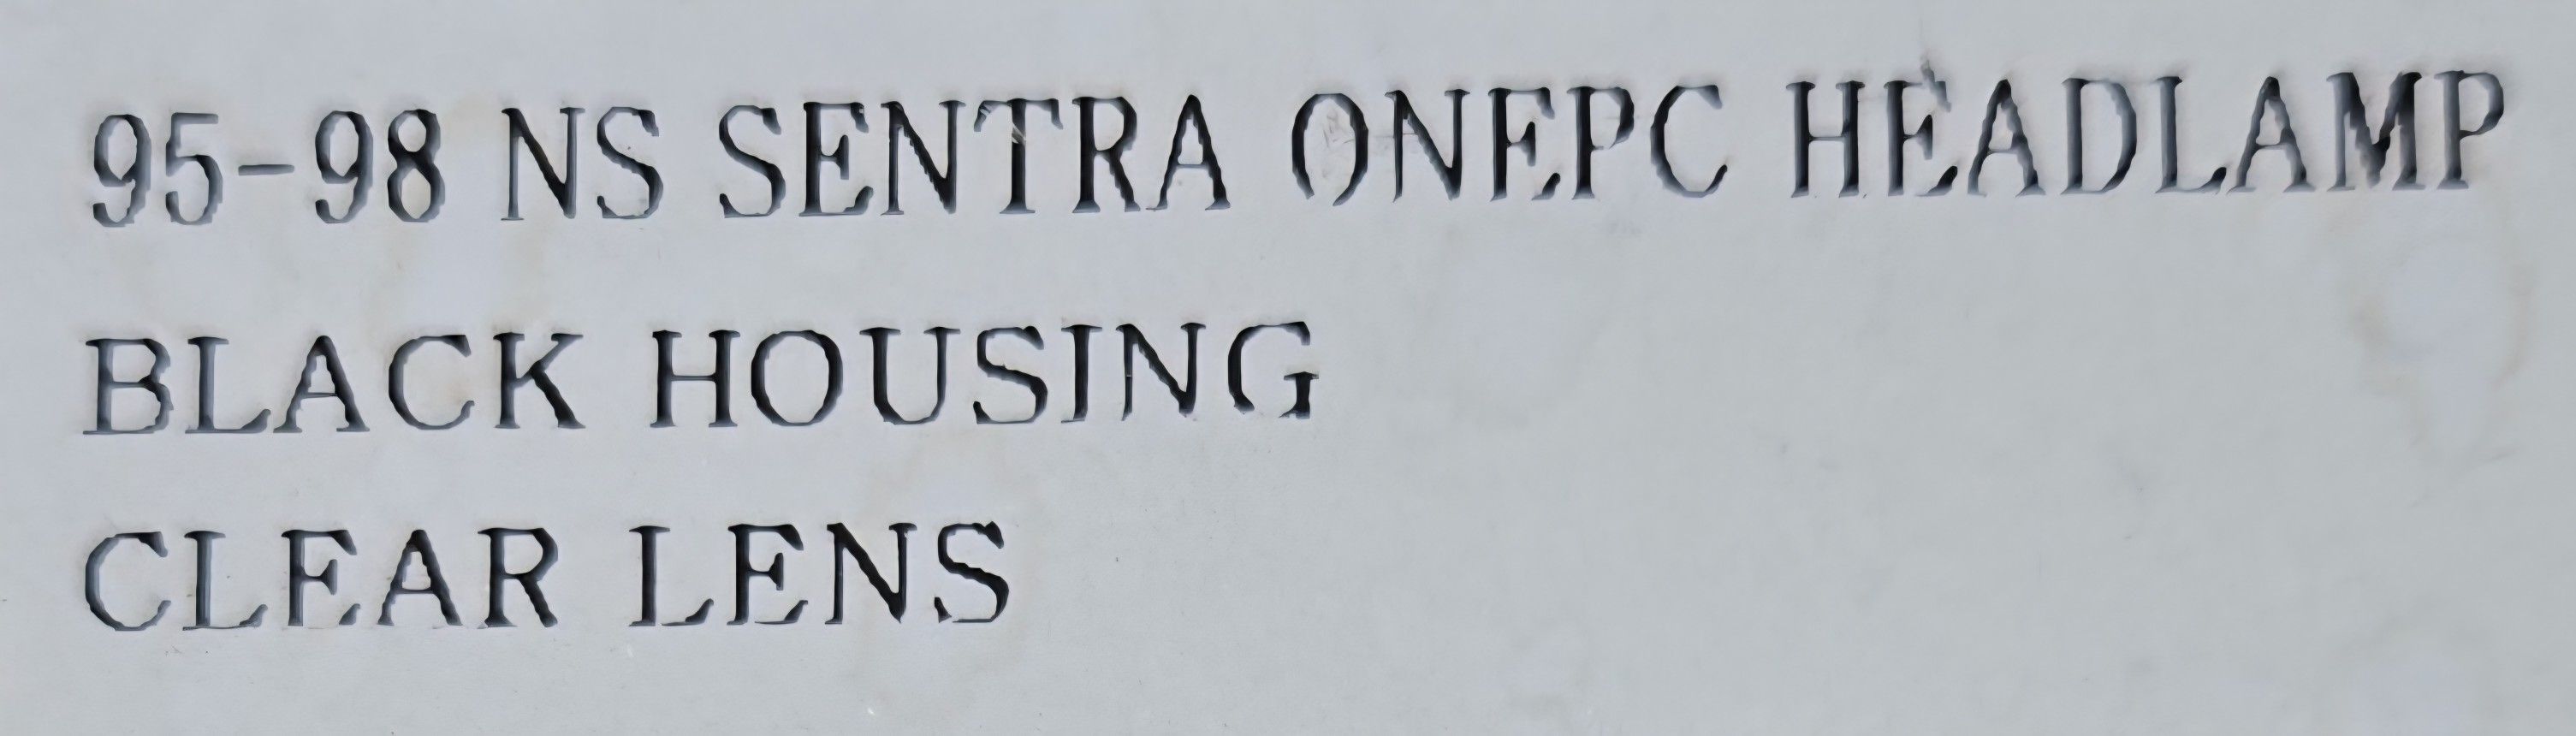 95-98 NS SENTRA ONEPC HEADLAMP
BLACK HOUSING
CLEAR LENS